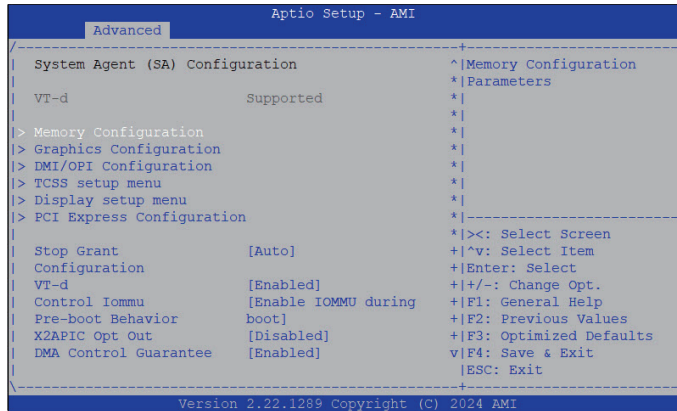 Aptio Setup - AMI
Advanced
/----------------------------------------------------+---------------------------
| System Agent (SA) Configuration ^|Memory Configuration
| *|Parameters
| VT-d Supported *|
| *|
|> Memory Configuration *|
|> Graphics Configuration *|
|> DMI/OPI Configuration *|
|> TCSS setup menu *|
|> Display setup menu *|
|> PCI Express Configuration *|---------------------------
| *|><: Select Screen
| Stop Grant [Auto] +|^v: Select Item
| Configuration +|Enter: Select
| VT-d [Enabled] +|+/-: Change Opt.
| Control Iommu [Enable IOMMU during +|F1: General Help
| Pre-boot Behavior boot] +|F2: Previous Values
| X2APIC Opt Out [Disabled] +|F3: Optimized Defaults
| DMA Control Guarantee [Enabled] v|F4: Save & Exit
| |ESC: Exit
\----------------------------------------------------+---------------------------
Version 2.22.1289 Copyright (C) 2024 AMI